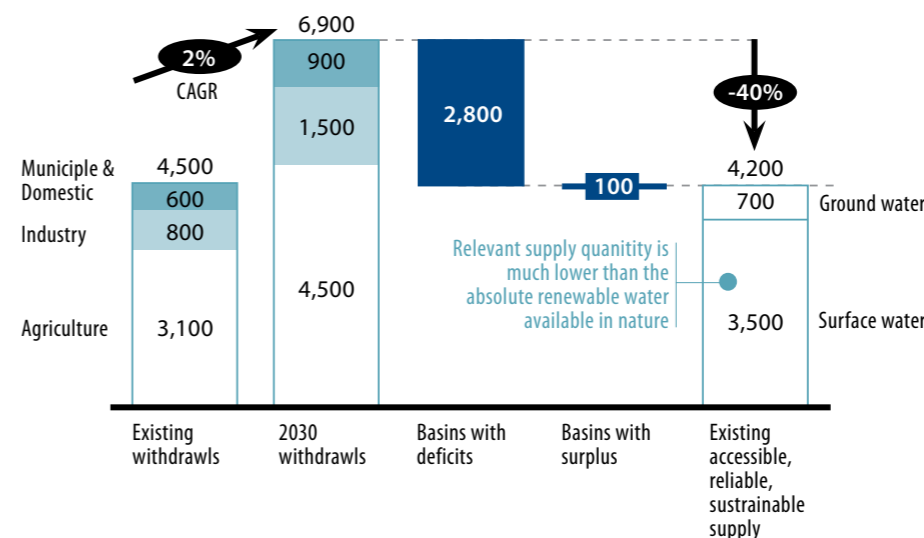 6,900
2%
CAGR
900
1,500
4,500
2,800
-40%
Municiple &
Domestic
4,500
600
Industry
800
Agriculture
3,100
100
4,200
700
Ground water
Relevant supply quanitity is
much lower than the
absolute renewable water
available in nature
3,500
Surface water
Existing
withdrawls
2030
withdrawls
Basins with
deficits
Basins with
surplus
Existing
accessible,
reliable,
sustrainable
supply